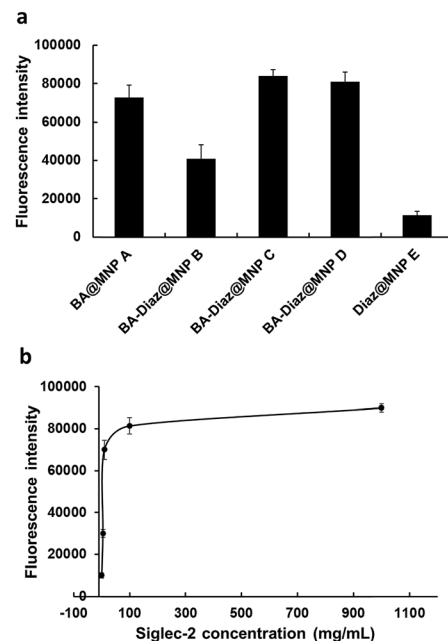 a
100000
80000
60000
40000
20000
0
Fluorescence intensity
BA@MNP A
BA-Diaz@MNP B
BA-Diaz@MNP C
BA-Diaz@MNP D
Diaz@MNP E
b
100000
80000
60000
40000
20000
0
Fluorescence intensity
-100 100 300 500 700 900 1100
Siglec-2 concentration (mg/mL)